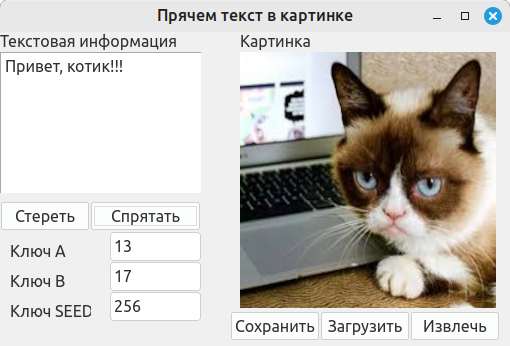 Прячем текст в картинке
Текстовая информация
Картинка
Привет, котик!!!
Стереть
Спрятать
Ключ A
13
Ключ B
17
Ключ SEED
256
Сохранить
Загрузить
Извлечь